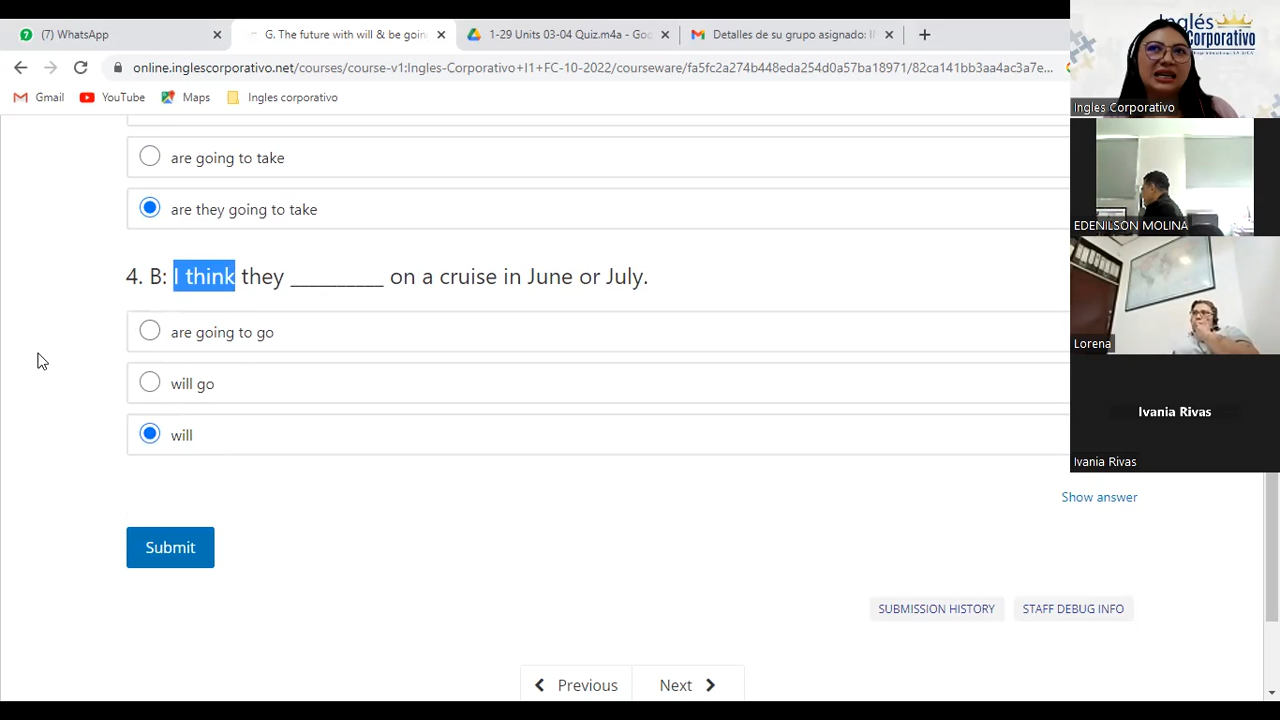 (7) WhatsApp
G. The future with will & be goin
1-29 Unit 03-04 Quiz.m4a - Goo
Detalles de su grupo asignado: I
online.inglescorporativo.net/courses/course-v1:Ingles-Corporativo+
+FC-10-2022/courseware/fa5fc2a274b448eda254d0a57ba18971/82ca141bb3aa4ac3a7e...
Gmail
YouTube
Maps
Ingles corporativo
are going to take
are they going to take
4. B: I think they __________ on a cruise in June or July.
are going to go
will go
will
Show answer
Submit
SUBMISSION HISTORY
STAFF DEBUG INFO
Previous
Next
Inglés
Corporativo
Ingles Corporativo
EDENILSON MOLINA
Lorena
Ivania Rivas
Ivania Rivas